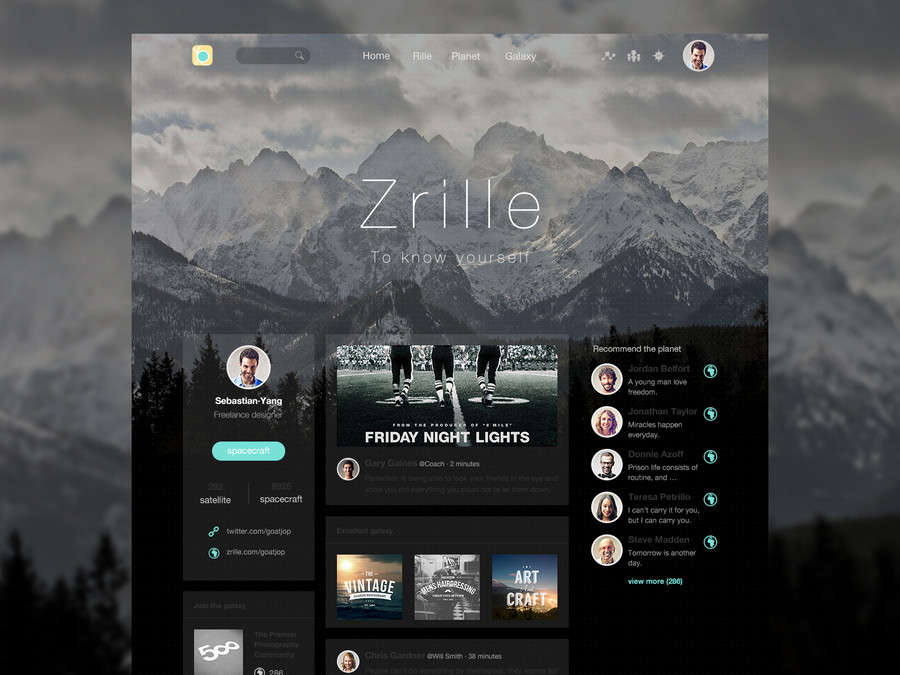 Home Rille Planet Galaxy
Zrille
To know yourself
Sebastian-Yang
Freelance designer
spacecraft
292 8926
satellite spacecraft
twitter.com/goatjop
zrille.com/goatjop
Join the galaxy
500
The Premier
Photography
Community
286
FROM THE PRODUCER OF "8 MILE"
FRIDAY NIGHT LIGHTS
Gary Gaines @Coach · 2 minutes
Perfection is being able to look your friends in the eye and
know you did everything you could not to let them down.
Excellent galaxy
THE
VINTAGE
MEN'S HAIRDRESSING
ART
CRAFT
Chris Gardner @Will Smith · 38 minutes
People can't do something by themselves; they wanna tell
Recommend the planet
Jordan Belfort
A young man love
freedom.
Jonathan Taylor
Miracles happen
everyday.
Donnie Azoff
Prison life consists of
routine, and ...
Teresa Petrillo
I can't carry it for you,
but I can carry you.
Steve Madden
Tomorrow is another
day.
view more (286)